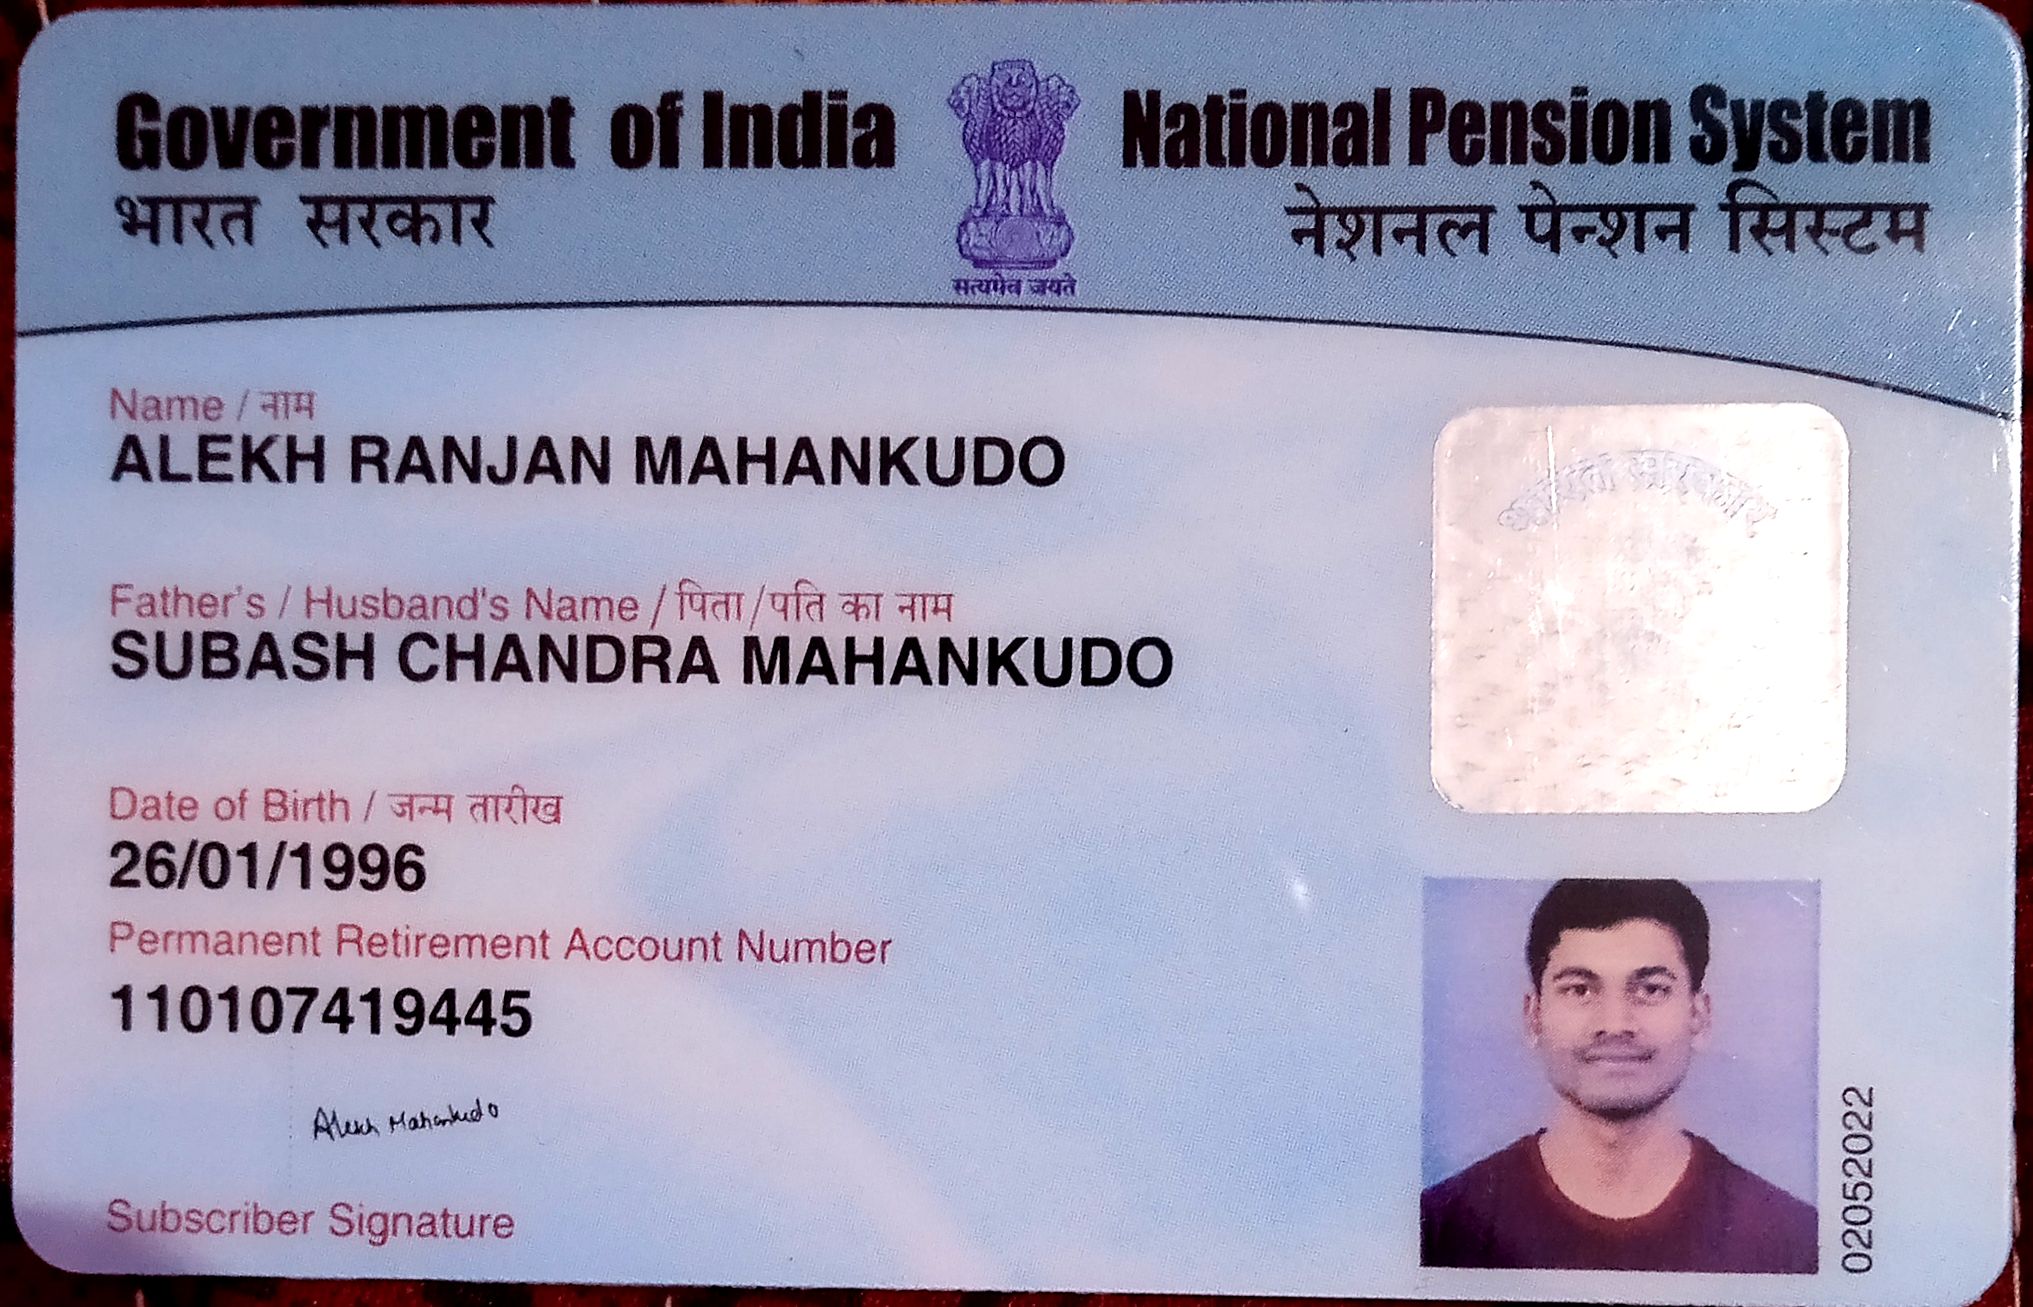 Government of India
भारत सरकार
सत्यमेव जयते
National Pension System
नेशनल पेन्शन सिस्टम
Name / नाम
ALEKH RANJAN MAHANKUDO
Father's / Husband's Name / पिता/पति का नाम
SUBASH CHANDRA MAHANKUDO
Date of Birth / जन्म तारीख
26/01/1996
Permanent Retirement Account Number
110107419445
Alekh Mahankudo
Subscriber Signature
02052022